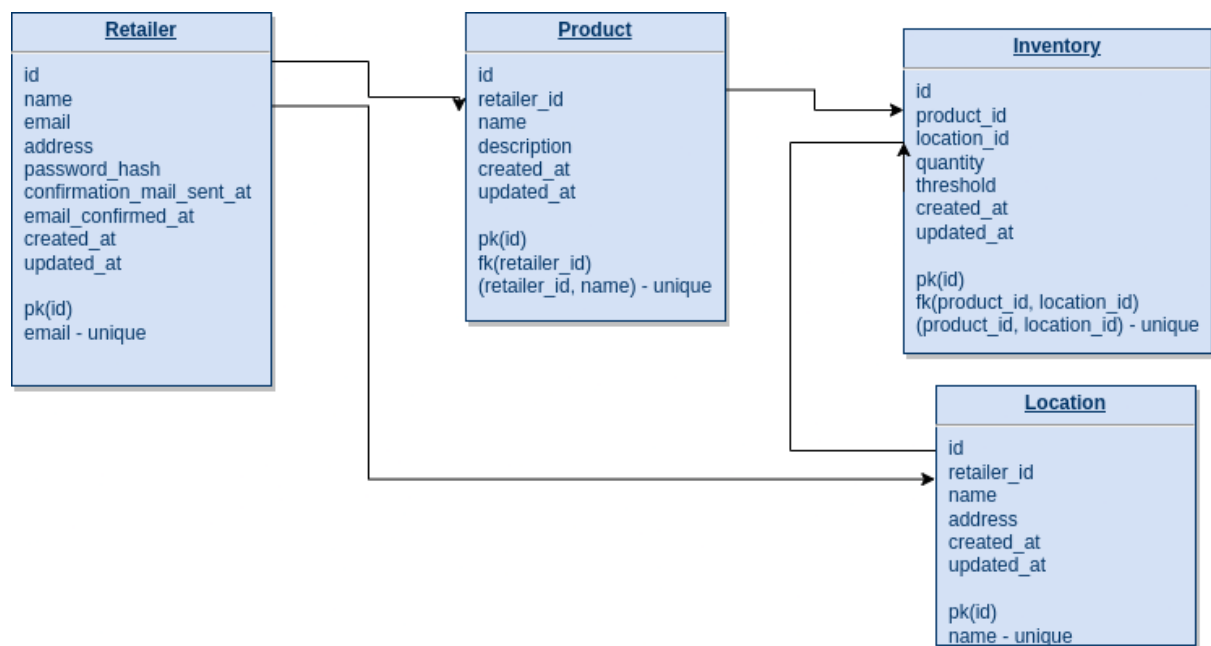 Retailer
id
name
email
address
password_hash
confirmation_mail_sent_at
email_confirmed_at
created_at
updated_at
pk(id)
email - unique
Product
id
retailer_id
name
description
created_at
updated_at
pk(id)
fk(retailer_id)
(retailer_id, name) - unique
Inventory
id
product_id
location_id
quantity
threshold
created_at
updated_at
pk(id)
fk(product_id, location_id)
(product_id, location_id) - unique
Location
id
retailer_id
name
address
created_at
updated_at
pk(id)
name - unique